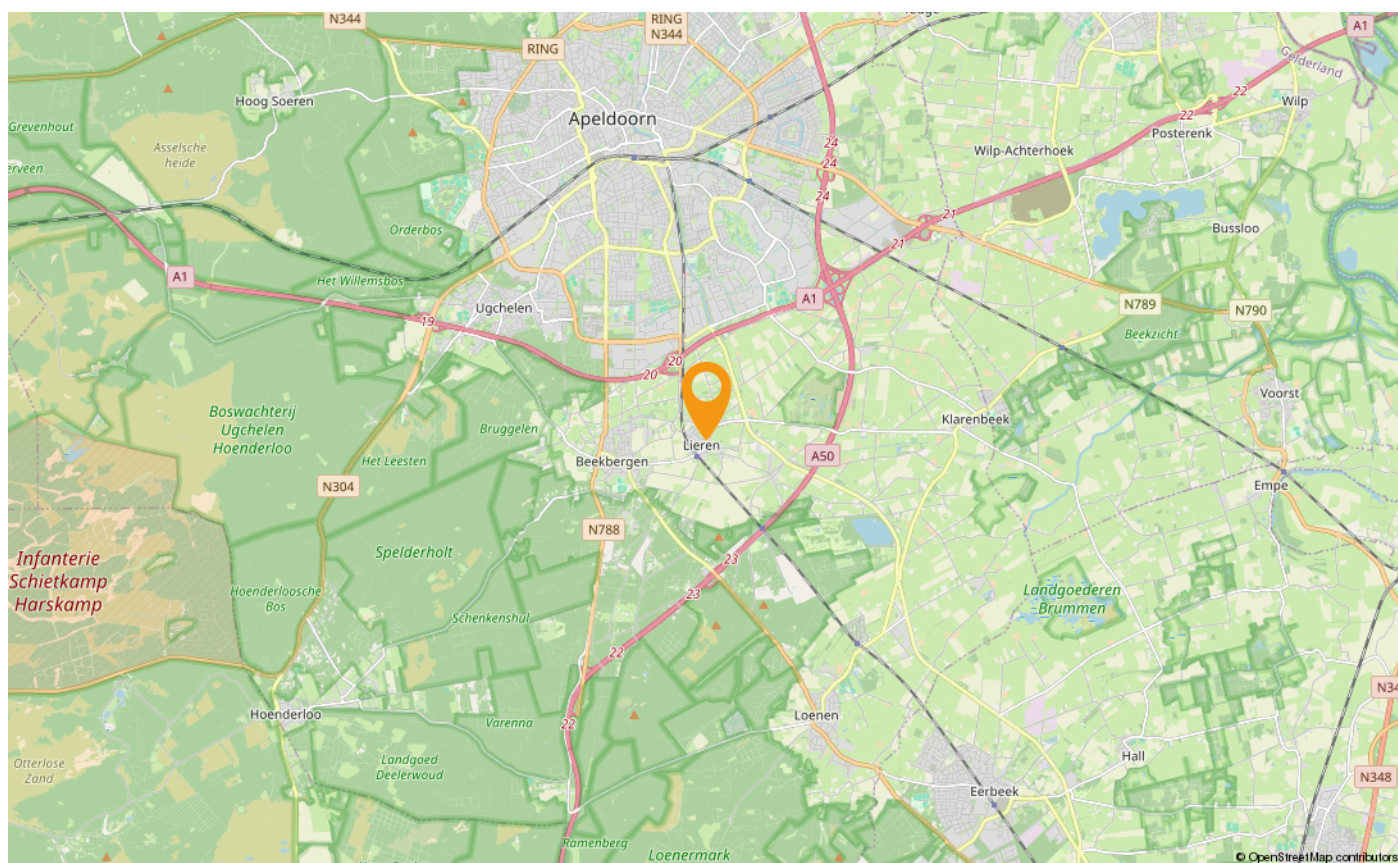 N344
RING
N344
A1
RING
Gelderland
22
Hoog Soeren
Wilp
22
Apeldoorn
Grevenhout
Posterenk
Asselsche
heide
24
Wilp-Achterhoek
24
24
21
Orderbos
Bussloo
21
A1
Het Willemsbos
A1
N789
N790
Ugchelen
19
Beekzicht
20
20
Voorst
Boswachterij
Ugchelen
Hoenderloo
Klarenbeek
Bruggelen
Lieren
A50
Het Leesten
Beekbergen
N304
Empe
N788
Spelderholt
Infanterie
Schietkamp
Harskamp
23
Hoenderloosche
Bos
23
Landgoederen
Brummen
Schenkenshul
22
Hoenderloo
Loenen
Varenna
22
Hall
Otterlose
Zand
Landgoed
Deelerwoud
N348
Eerbeek
Ramenberg
Loenermark
© OpenStreetMap contributors